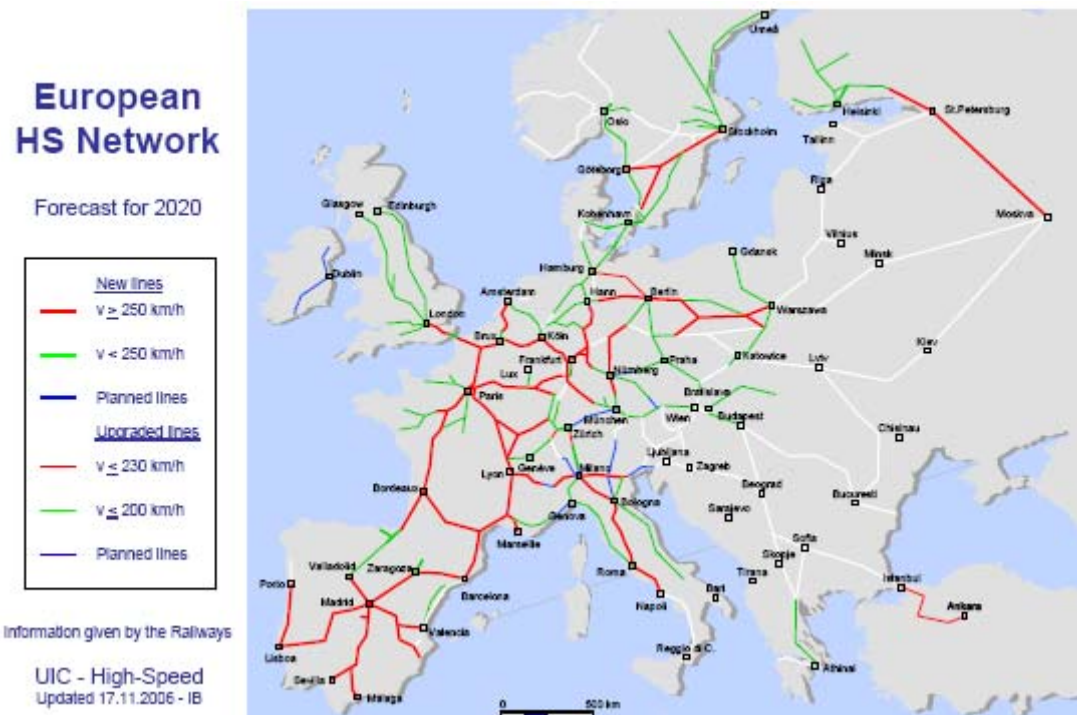 European
HS Network
Forecast for 2020
New lines
v ≥ 250 km/h
v < 250 km/h
Planned lines
Upgraded lines
v ≤ 230 km/h
v ≤ 200 km/h
Planned lines
Information given by the Railways
UIC - High-Speed
Updated 17.11.2006 - IB
Umeå
Oslo
Stockholm
Helsinki
Tallinn
St.Petersburg
Göteborg
Riga
Moskva
Glasgow
Edinburgh
Kobenhavn
Vilnius
Minsk
Gdansk
Dublin
Hamburg
Amsterdam
Hann
Berlin
Warszawa
London
Brux
Köln
Kiev
Frankfurt
Praha
Katowice
Lviv
Lux
Nürnberg
Paris
Bratislava
München
Wien
Budapest
Zürich
Chisinau
Ljubljana
Lyon
Genève
Milano
Zagreb
Bordeaux
Bologna
Beograd
Bucuresti
Genova
Sarajevo
Marseille
Sofia
Valladolid
Zaragoza
Roma
Skopje
Porto
Tirana
Istanbul
Madrid
Barcelona
Napoli
Bari
Ankara
Valencia
Lisboa
Reggio di C.
Athinai
Sevilla
Malaga
0 500 km